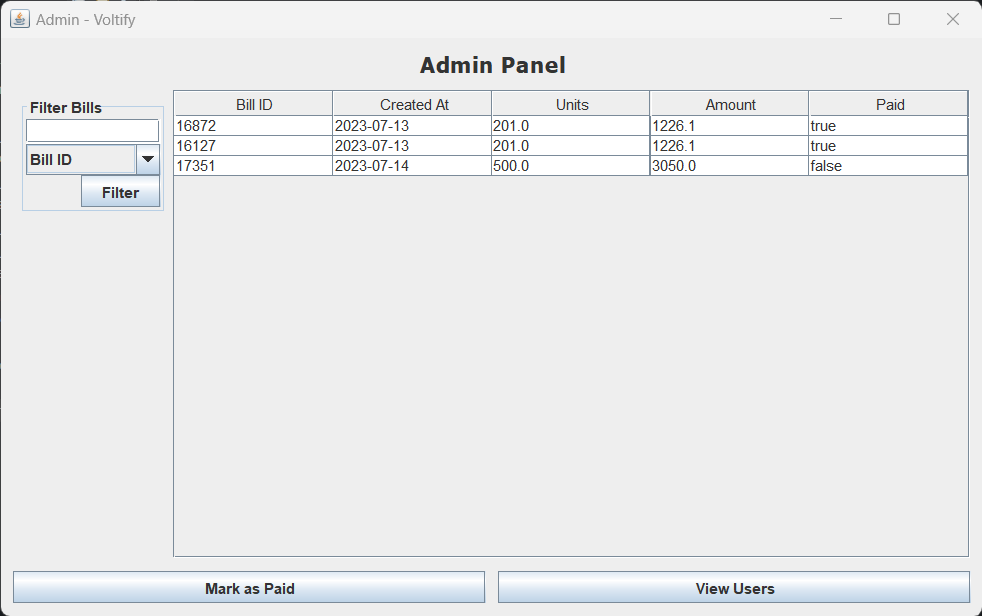 Admin - Voltify
Admin Panel
Filter Bills
Bill ID
Filter
Bill ID Created At Units Amount Paid
16872 2023-07-13 201.0 1226.1 true
16127 2023-07-13 201.0 1226.1 true
17351 2023-07-14 500.0 3050.0 false
Mark as Paid View Users